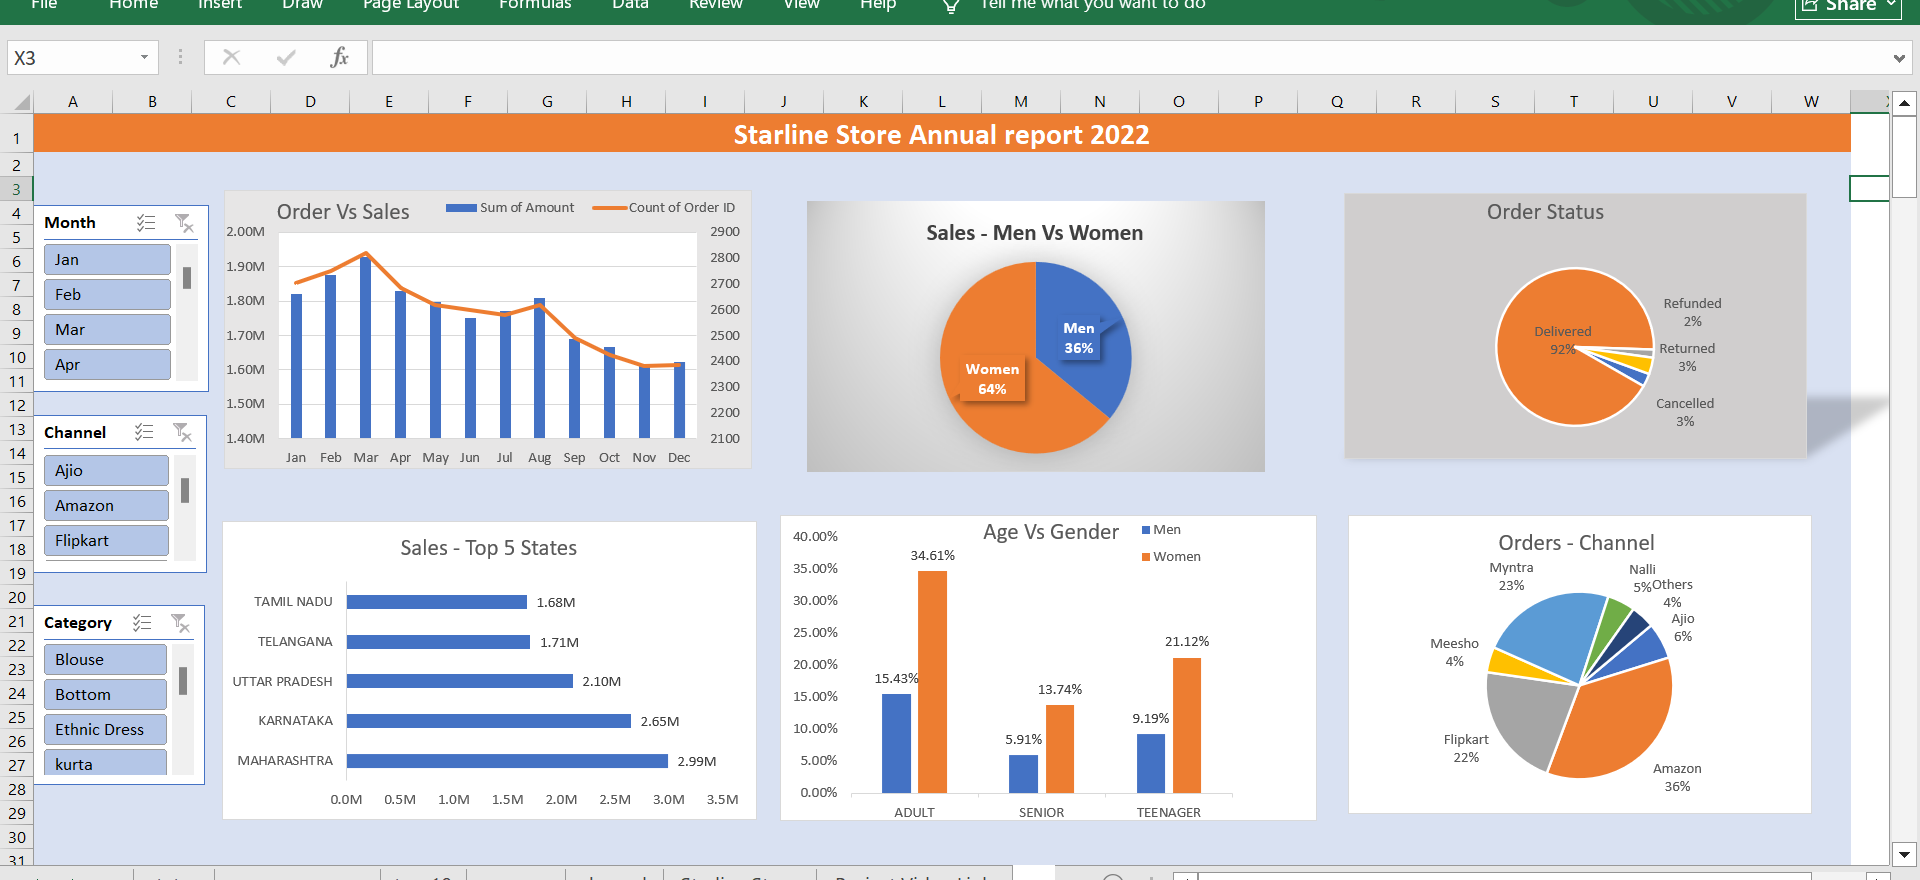 File Home Insert Draw Page Layout Formulas Data Review View Help Tell me what you want to do Share
X3 fx
A B C D E F G H I J K L M N O P Q R S T U V W
1 2 3 4 5 6 7 8 9 10 11 12 13 14 15 16 17 18 19 20 21 22 23 24 25 26 27 28 29 30 31
Starline Store Annual report 2022
Month
Jan
Feb
Mar
Apr
Channel
Ajio
Amazon
Flipkart
Category
Blouse
Bottom
Ethnic Dress
kurta
Order Vs Sales
Sum of Amount Count of Order ID
2.00M
1.90M
1.80M
1.70M
1.60M
1.50M
1.40M
2900
2800
2700
2600
2500
2400
2300
2200
2100
Jan Feb Mar Apr May Jun Jul Aug Sep Oct Nov Dec
Sales - Men Vs Women
Men
36%
Women
64%
Order Status
Delivered
92%
Refunded
2%
Returned
3%
Cancelled
3%
Sales - Top 5 States
TAMIL NADU 1.68M
TELANGANA 1.71M
UTTAR PRADESH 2.10M
KARNATAKA 2.65M
MAHARASHTRA 2.99M
0.0M 0.5M 1.0M 1.5M 2.0M 2.5M 3.0M 3.5M
Age Vs Gender
Men
Women
40.00%
35.00%
30.00%
25.00%
20.00%
15.00%
10.00%
5.00%
0.00%
15.43% 34.61%
5.91% 13.74%
9.19% 21.12%
ADULT SENIOR TEENAGER
Orders - Channel
Myntra
23%
Nalli
5%
Others
4%
Ajio
6%
Meesho
4%
Flipkart
22%
Amazon
36%